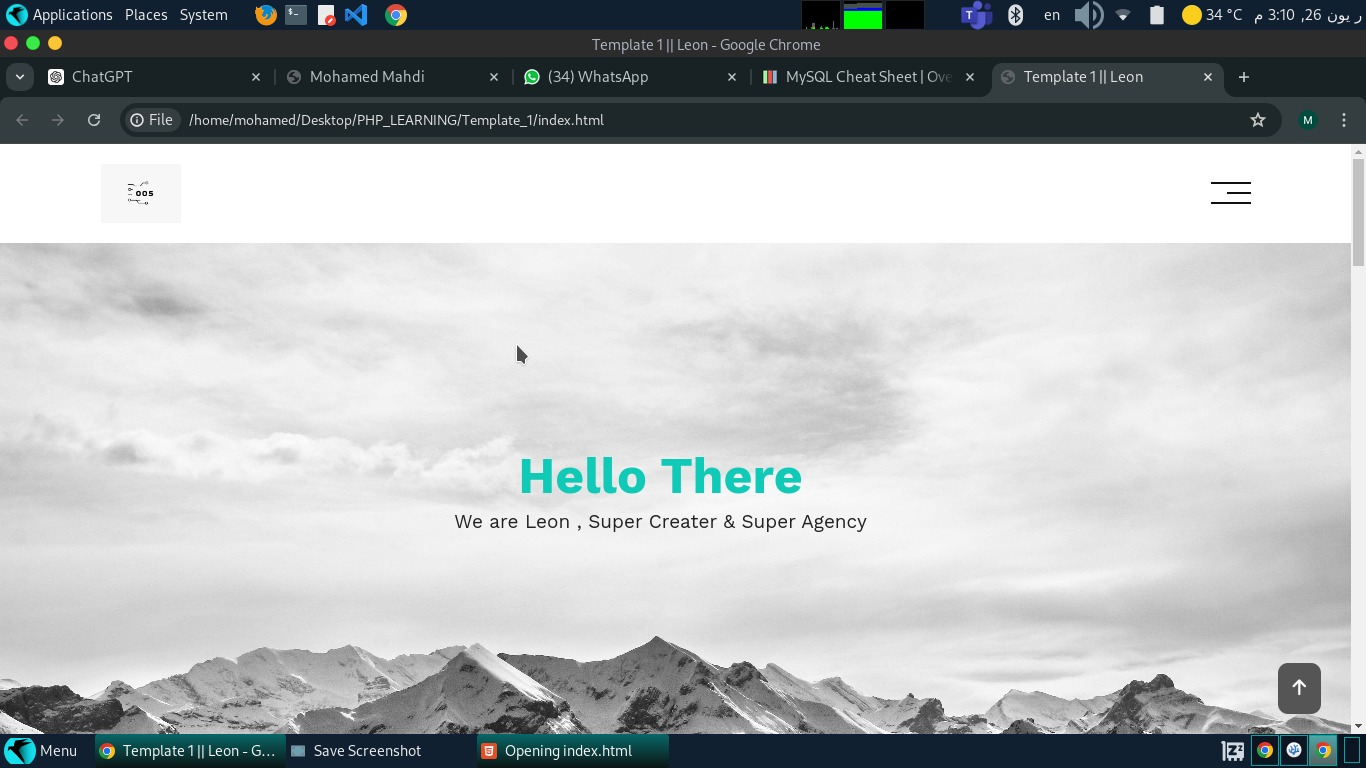 Applications Places System en 34 °C ر يون 26, 3:10 م
Template 1 || Leon - Google Chrome
ChatGPT Mohamed Mahdi (34) WhatsApp MySQL Cheat Sheet | Ove Template 1 || Leon
File /home/mohamed/Desktop/PHP_LEARNING/Template_1/index.html M
OOS
Hello There
We are Leon , Super Creater & Super Agency
Menu Template 1 || Leon - G... Save Screenshot Opening index.html